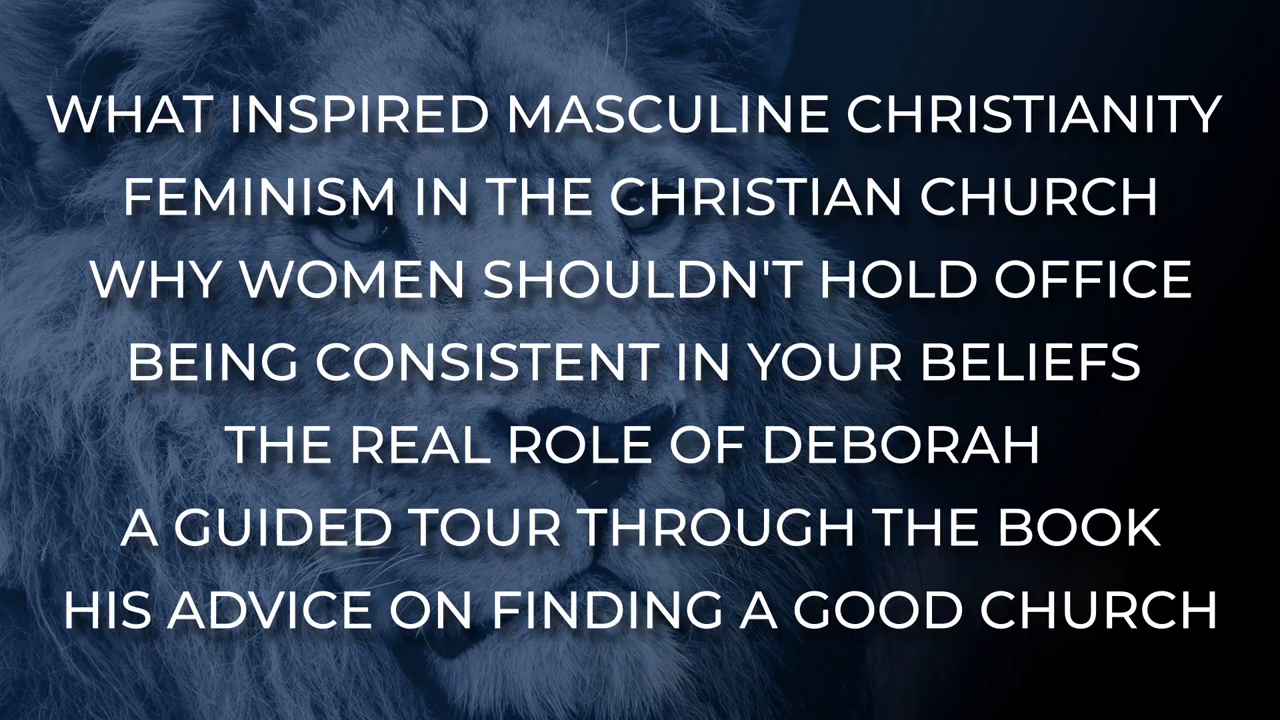 WHAT INSPIRED MASCULINE CHRISTIANITY
FEMINISM IN THE CHRISTIAN CHURCH
WHY WOMEN SHOULDN'T HOLD OFFICE
BEING CONSISTENT IN YOUR BELIEFS
THE REAL ROLE OF DEBORAH
A GUIDED TOUR THROUGH THE BOOK
HIS ADVICE ON FINDING A GOOD CHURCH